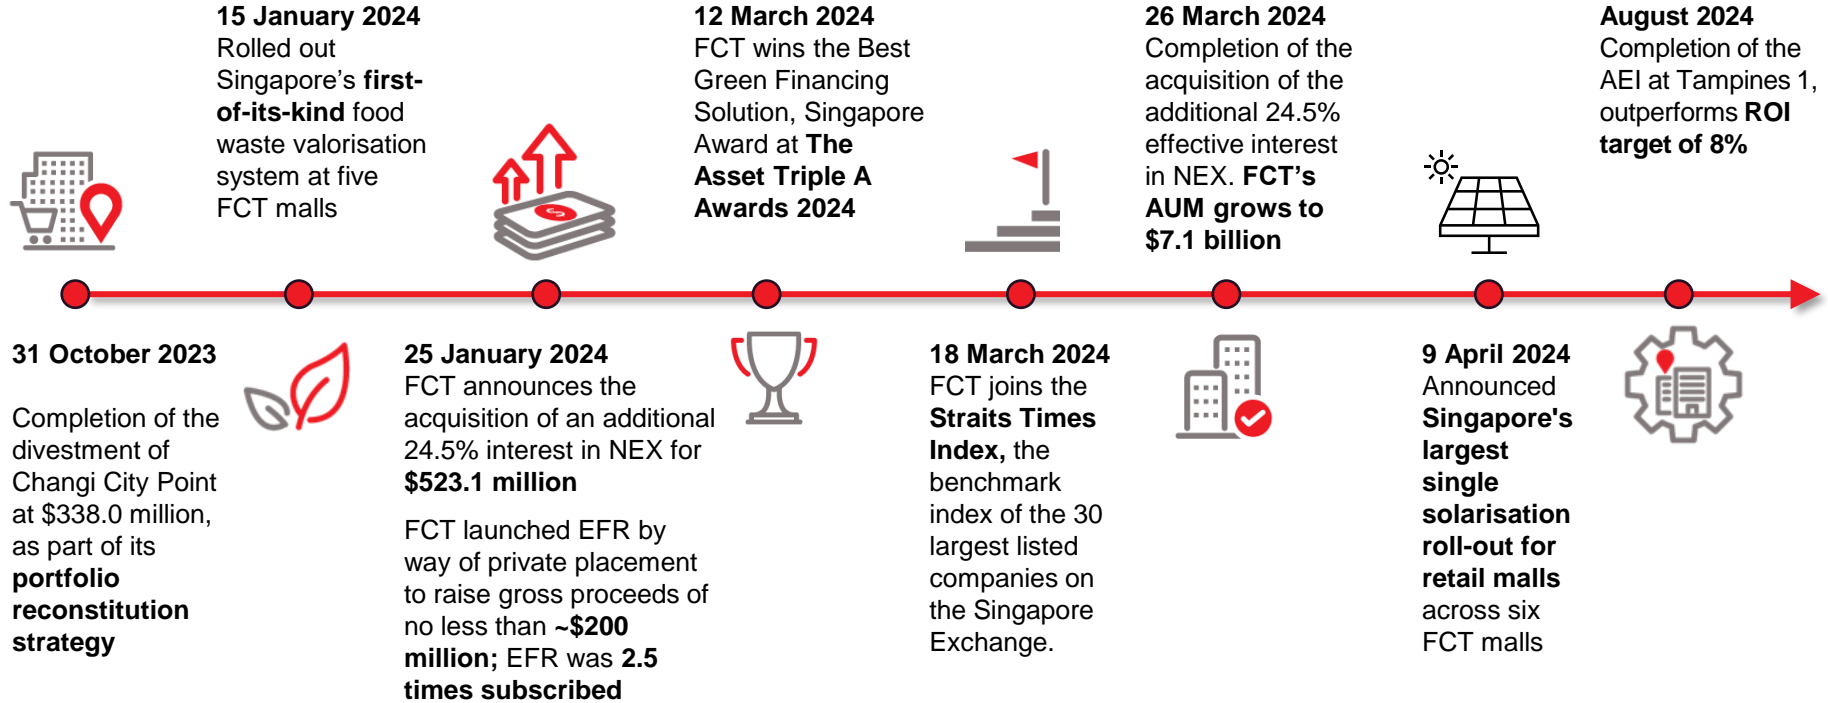 15 January 2024
Rolled out
Singapore’s first-
of-its-kind food
waste valorisation
system at five
FCT malls
12 March 2024
FCT wins the Best
Green Financing
Solution, Singapore
Award at The
Asset Triple A
Awards 2024
26 March 2024
Completion of the
acquisition of the
additional 24.5%
effective interest
in NEX. FCT’s
AUM grows to
$7.1 billion
August 2024
Completion of the
AEI at Tampines 1,
outperforms ROI
target of 8%
31 October 2023
Completion of the
divestment of
Changi City Point
at $338.0 million,
as part of its
portfolio
reconstitution
strategy
25 January 2024
FCT announces the
acquisition of an additional
24.5% interest in NEX for
$523.1 million
FCT launched EFR by
way of private placement
to raise gross proceeds of
no less than ~$200
million; EFR was 2.5
times subscribed
18 March 2024
FCT joins the
Straits Times
Index, the
benchmark
index of the 30
largest listed
companies on
the Singapore
Exchange.
9 April 2024
Announced
Singapore's
largest
single
solarisation
roll-out for
retail malls
across six
FCT malls